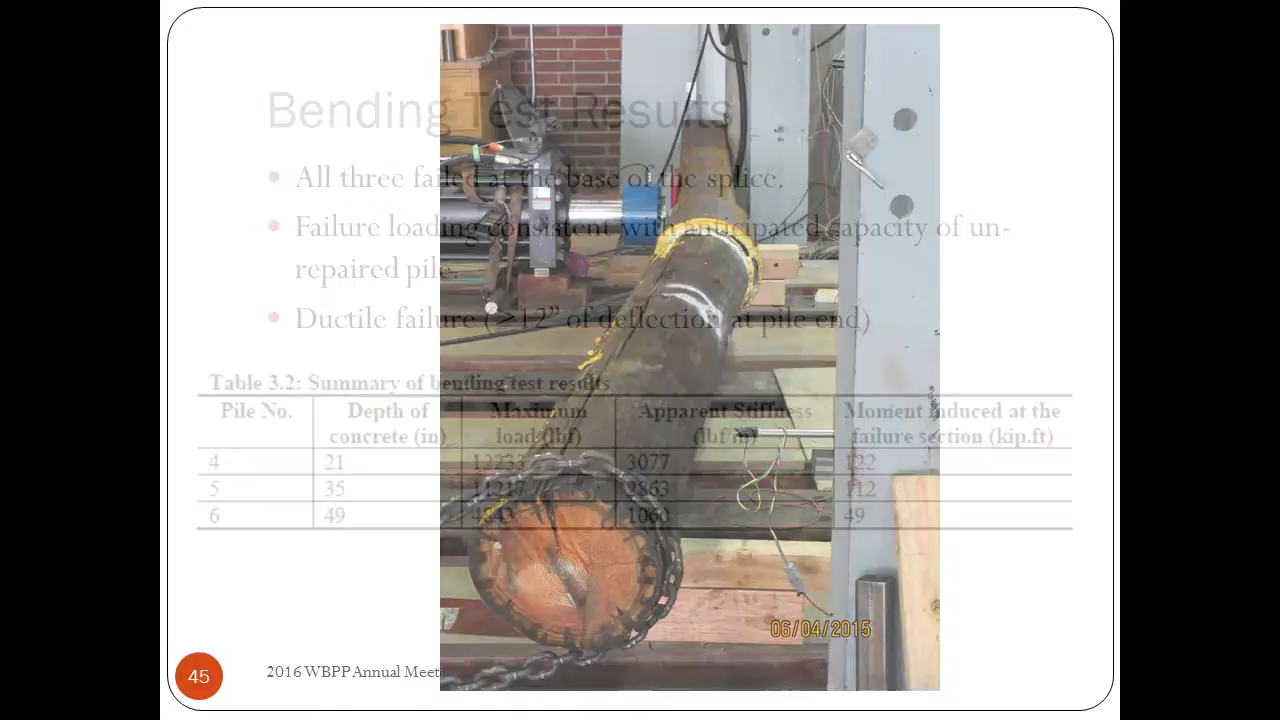 Bending Test Results
All three failed at the base of the splice.
Failure loading consistent with anticipated capacity of un-
repaired pile.
Ductile failure (>12” of deflection at pile end)
Table 3.2: Summary of bending test results
Pile No. Depth of concrete (in) Maximum load (lbf) Apparent Stiffness (lbf/in) Moment induced at the failure section (kip.ft)
4 21 12233 3077 122
5 35 11217 2863 112
6 49 1060 49
06/04/2015
45 2016 WBPP Annual